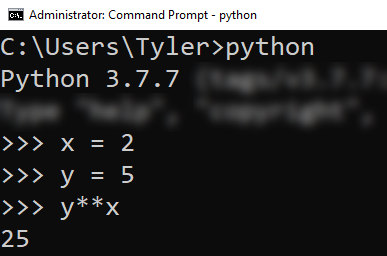 Administrator: Command Prompt - python
C:\Users\Tyler>python
Python 3.7.7
>>> x = 2
>>> y = 5
>>> y**x
25